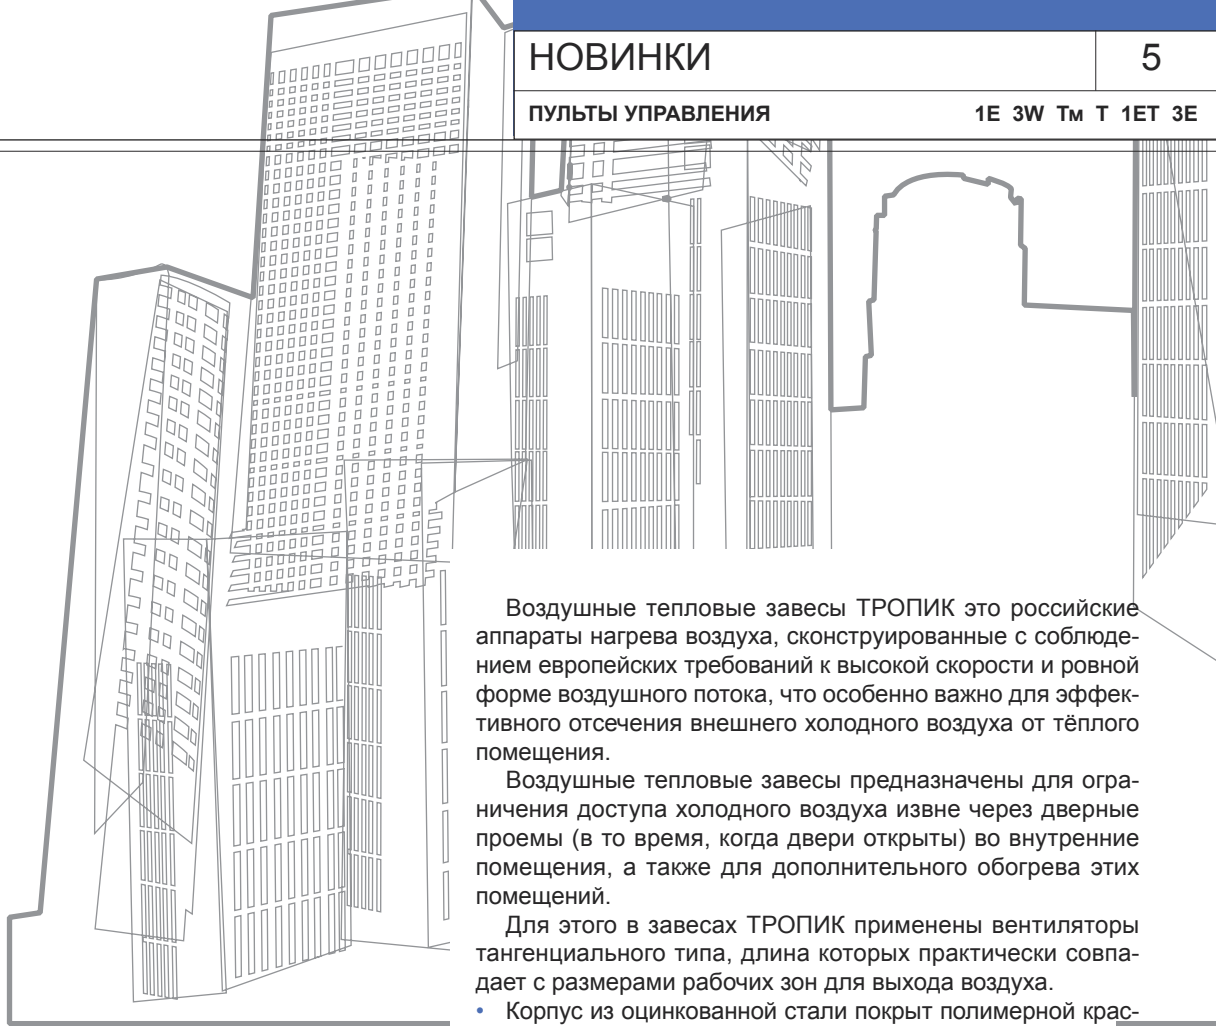 НОВИНКИ 5
ПУЛЬТЫ УПРАВЛЕНИЯ 1Е 3W Тм Т 1ЕТ 3Е
Воздушные тепловые завесы ТРОПИК это российские
аппараты нагрева воздуха, сконструированные с соблюде-
нием европейских требований к высокой скорости и ровной
форме воздушного потока, что особенно важно для эффек-
тивного отсечения внешнего холодного воздуха от тёплого
помещения.
Воздушные тепловые завесы предназначены для огра-
ничения доступа холодного воздуха извне через дверные
проемы (в то время, когда двери открыты) во внутренние
помещения, а также для дополнительного обогрева этих
помещений.
Для этого в завесах ТРОПИК применены вентиляторы
тангенциального типа, длина которых практически совпа-
дает с размерами рабочих зон для выхода воздуха.
• Корпус из оцинкованной стали покрыт полимерной крас-